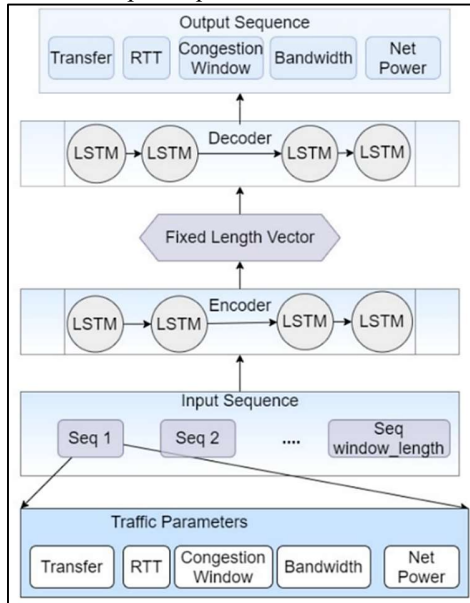 Output Sequence
Transfer
RTT
Congestion
Window
Bandwidth
Net
Power
Decoder
LSTM
LSTM
LSTM
LSTM
Fixed Length Vector
Encoder
LSTM
LSTM
LSTM
LSTM
Input Sequence
Seq 1
Seq 2
....
Seq
window_length
Traffic Parameters
Transfer
RTT
Congestion
Window
Bandwidth
Net
Power